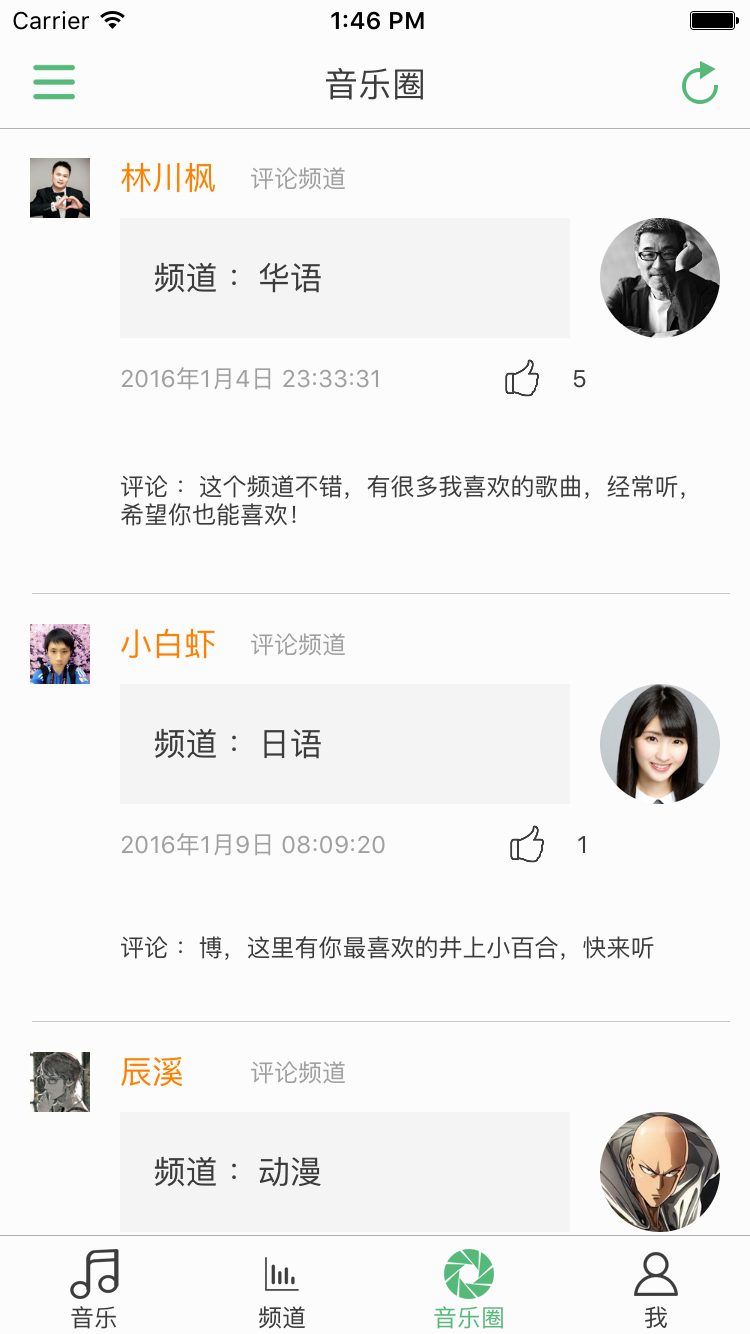 Carrier 1:46 PM
音乐圈
林川枫 评论频道
频道：华语
2016年1月4日 23:33:31 5
评论：这个频道不错，有很多我喜欢的歌曲，经常听，
希望你也能喜欢！
小白虾 评论频道
频道：日语
2016年1月9日 08:09:20 1
评论：博，这里有你最喜欢的井上小百合，快来听
辰溪 评论频道
频道：动漫
音乐 频道 音乐圈 我